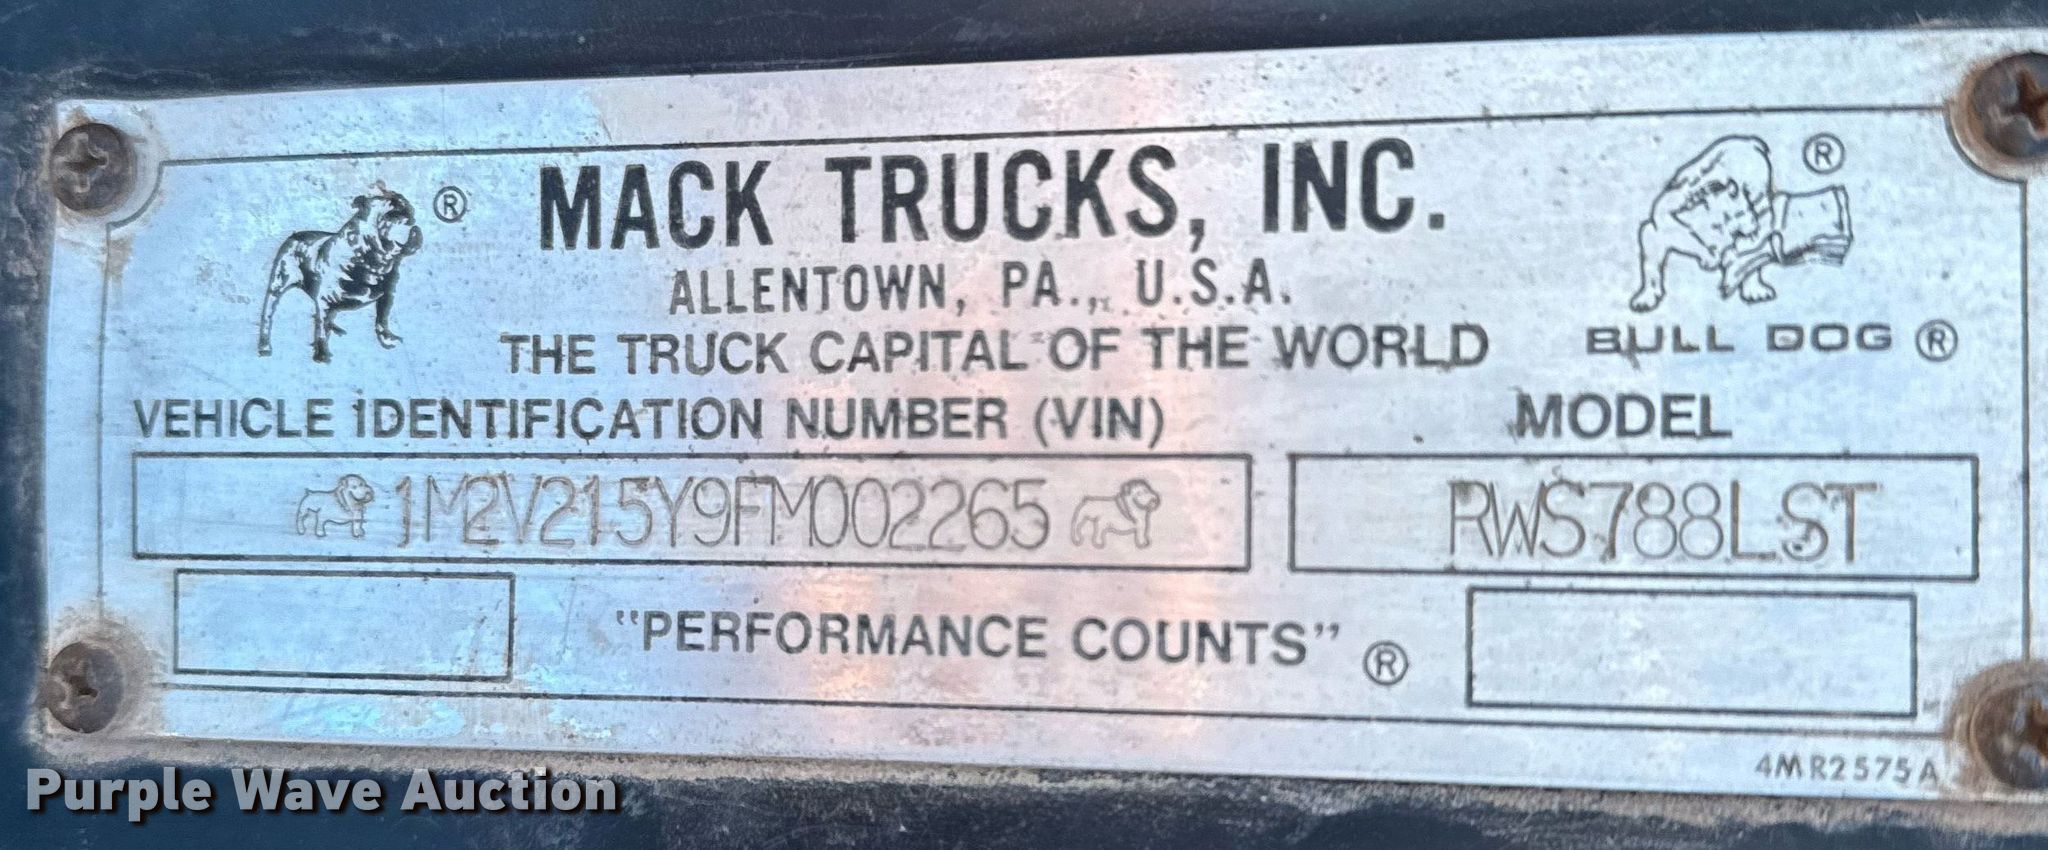 MACK TRUCKS, INC.
®
®
ALLENTOWN, PA., U.S.A.
THE TRUCK CAPITAL OF THE WORLD
BULL DOG ®
VEHICLE IDENTIFICATION NUMBER (VIN)
MODEL
1M2V215Y9FM002265
RWS788LST
"PERFORMANCE COUNTS" ®
4MR2575A
Purple Wave Auction